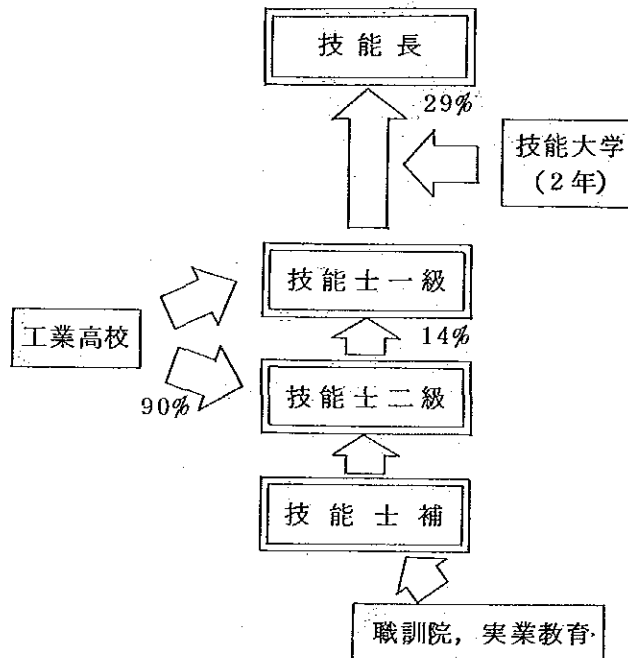 技能長
29%
技能大学
(2年)
技能士一級
工業高校
14%
技能士二級
90%
技能士補
職訓院，実業教育